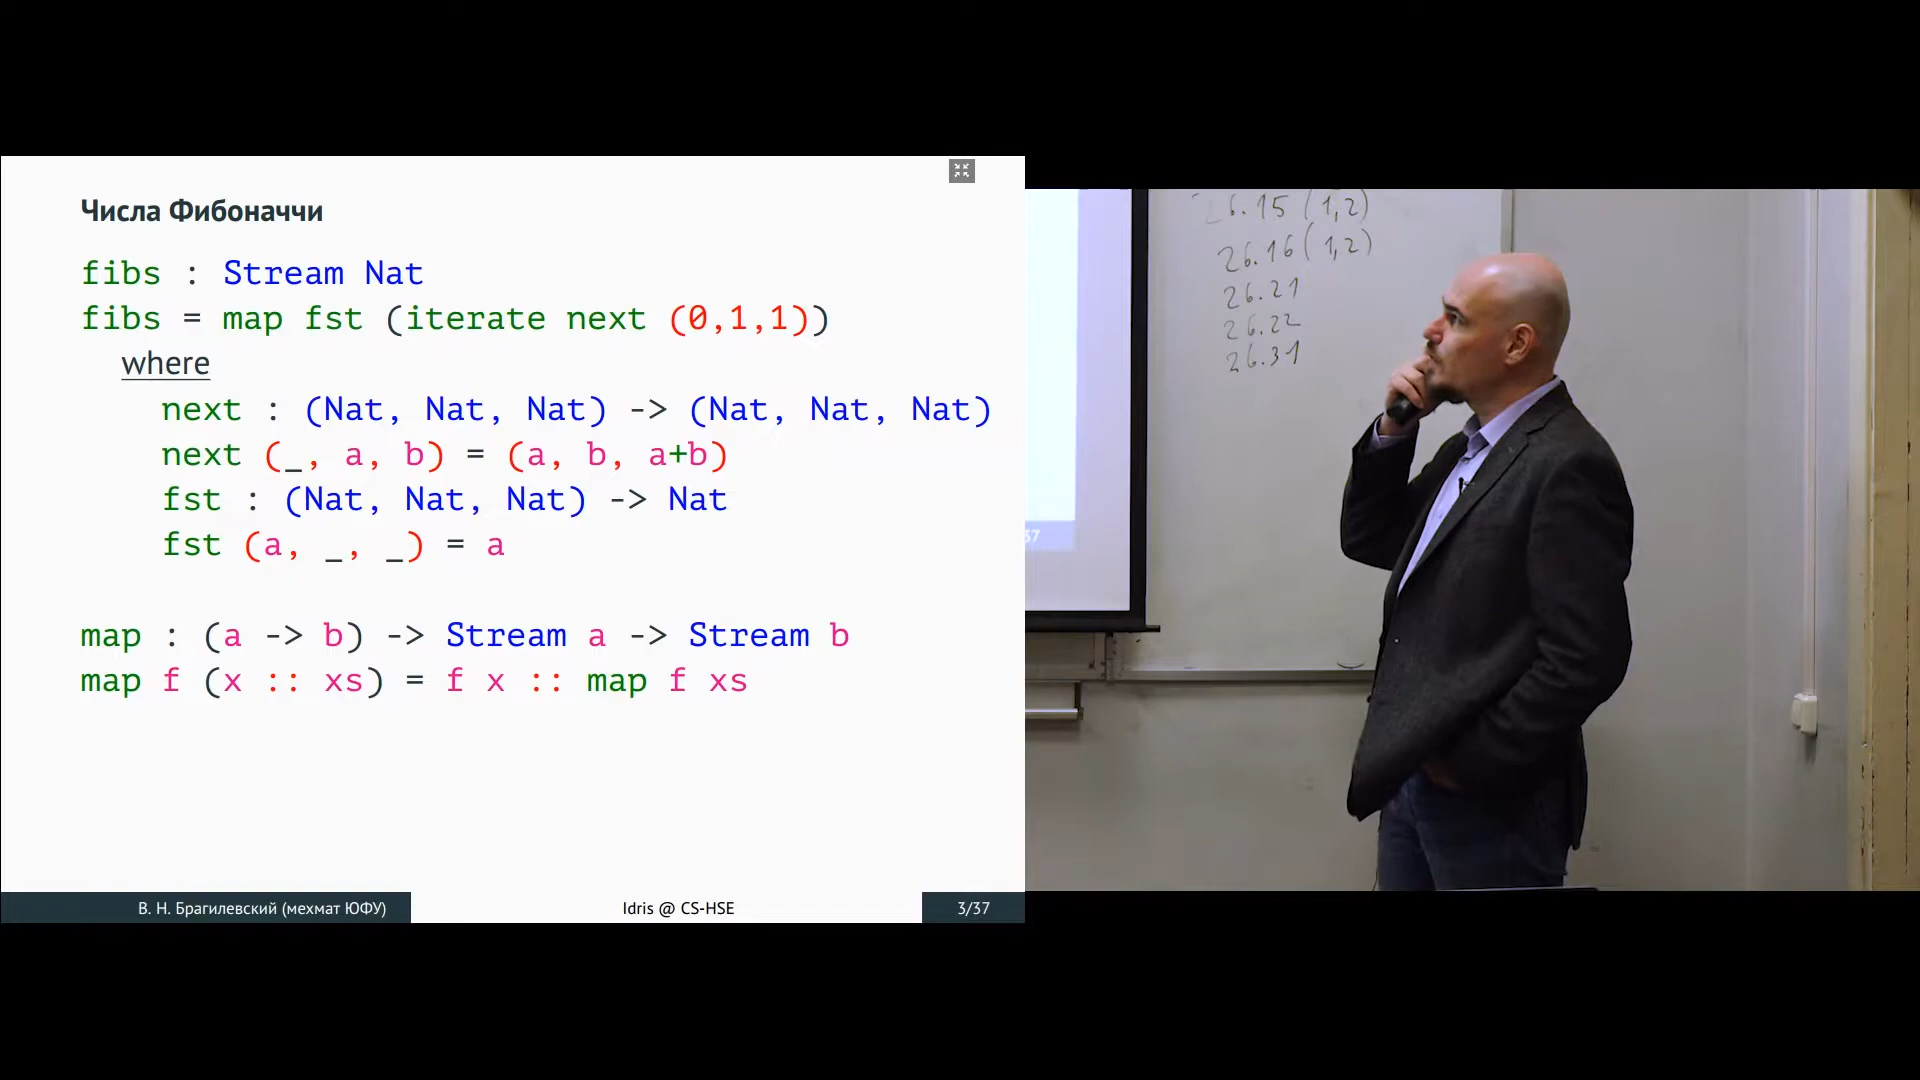 Числа Фибоначчи
fibs : Stream Nat
fibs = map fst (iterate next (0,1,1))
where
next : (Nat, Nat, Nat) -> (Nat, Nat, Nat)
next (_, a, b) = (a, b, a+b)
fst : (Nat, Nat, Nat) -> Nat
fst (a, _, _) = a
map : (a -> b) -> Stream a -> Stream b
map f (x :: xs) = f x :: map f xs
В. Н. Брагилевский (мехмат ЮФУ)
Idris @ CS-HSE
3/37
26.15 (1,2)
26.16 (1,2)
26.21
26.22
26.31
37